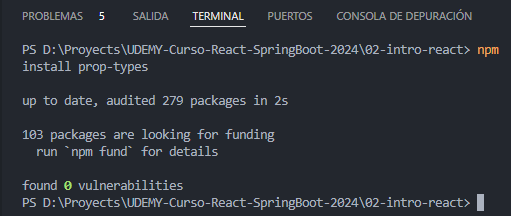 PROBLEMAS 5 SALIDA TERMINAL PUERTOS CONSOLA DE DEPURACIÓN
PS D:\Proyects\UDEMY-Curso-React-SpringBoot-2024\02-intro-react> npm
install prop-types
up to date, audited 279 packages in 2s
103 packages are looking for funding
run `npm fund` for details
found 0 vulnerabilities
PS D:\Proyects\UDEMY-Curso-React-SpringBoot-2024\02-intro-react>